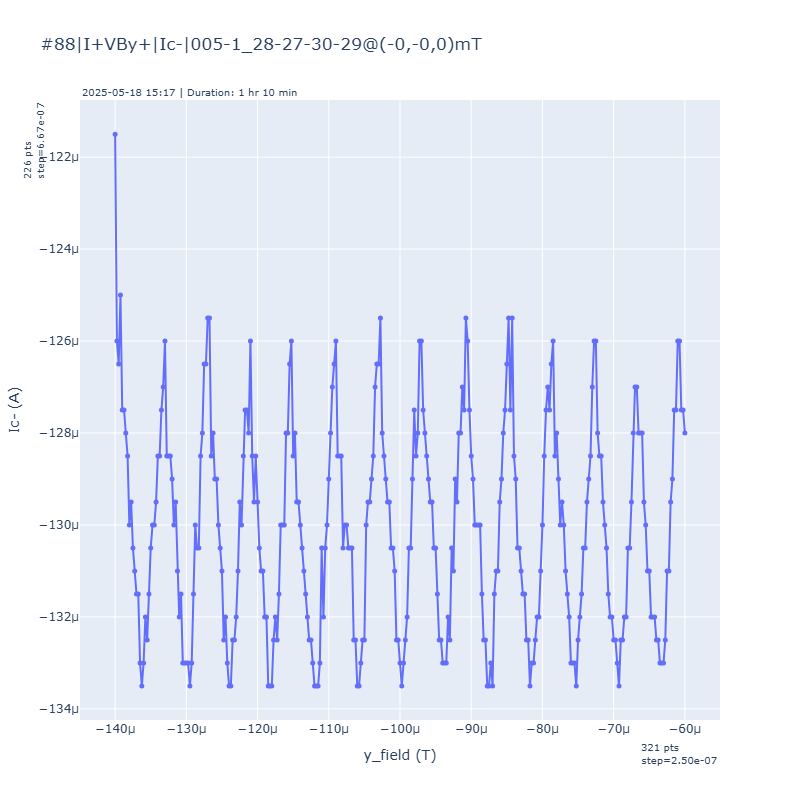 #88|I+VBy+|Ic-|005-1_28-27-30-29@(-0,-0,0)mT
2025-05-18 15:17 | Duration: 1 hr 10 min
226 pts
step=6.67e-07
−122μ
−124μ
−126μ
−128μ
−130μ
−132μ
−134μ
Ic- (A)
−140μ
−130μ
−120μ
−110μ
−100μ
−90μ
−80μ
−70μ
−60μ
y_field (T)
321 pts
step=2.50e-07